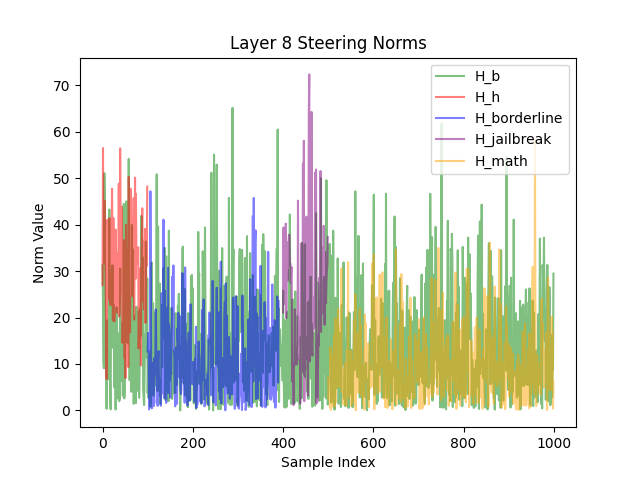 Layer 8 Steering Norms
Norm Value
70
60
50
40
30
20
10
0
H_b
H_h
H_borderline
H_jailbreak
H_math
0
200
400
600
800
1000
Sample Index